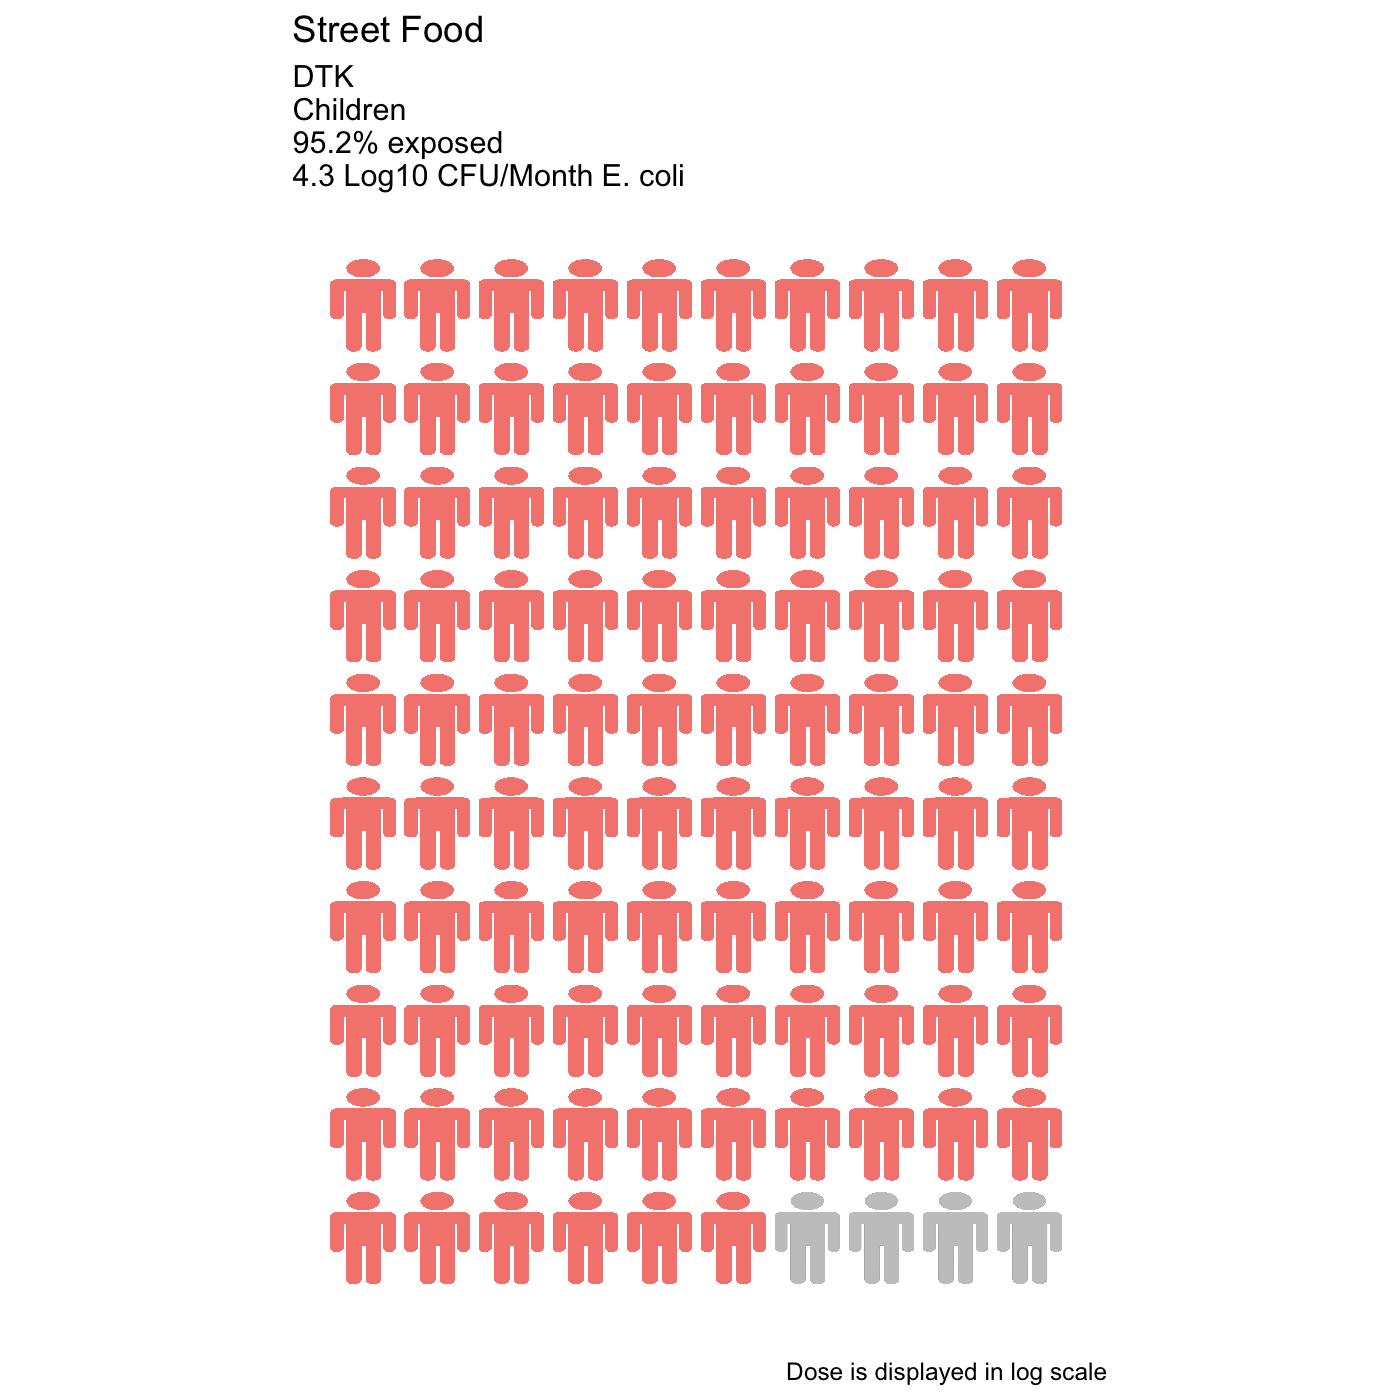 Street Food
DTK
Children
95.2% exposed
4.3 Log10 CFU/Month E. coli
Dose is displayed in log scale